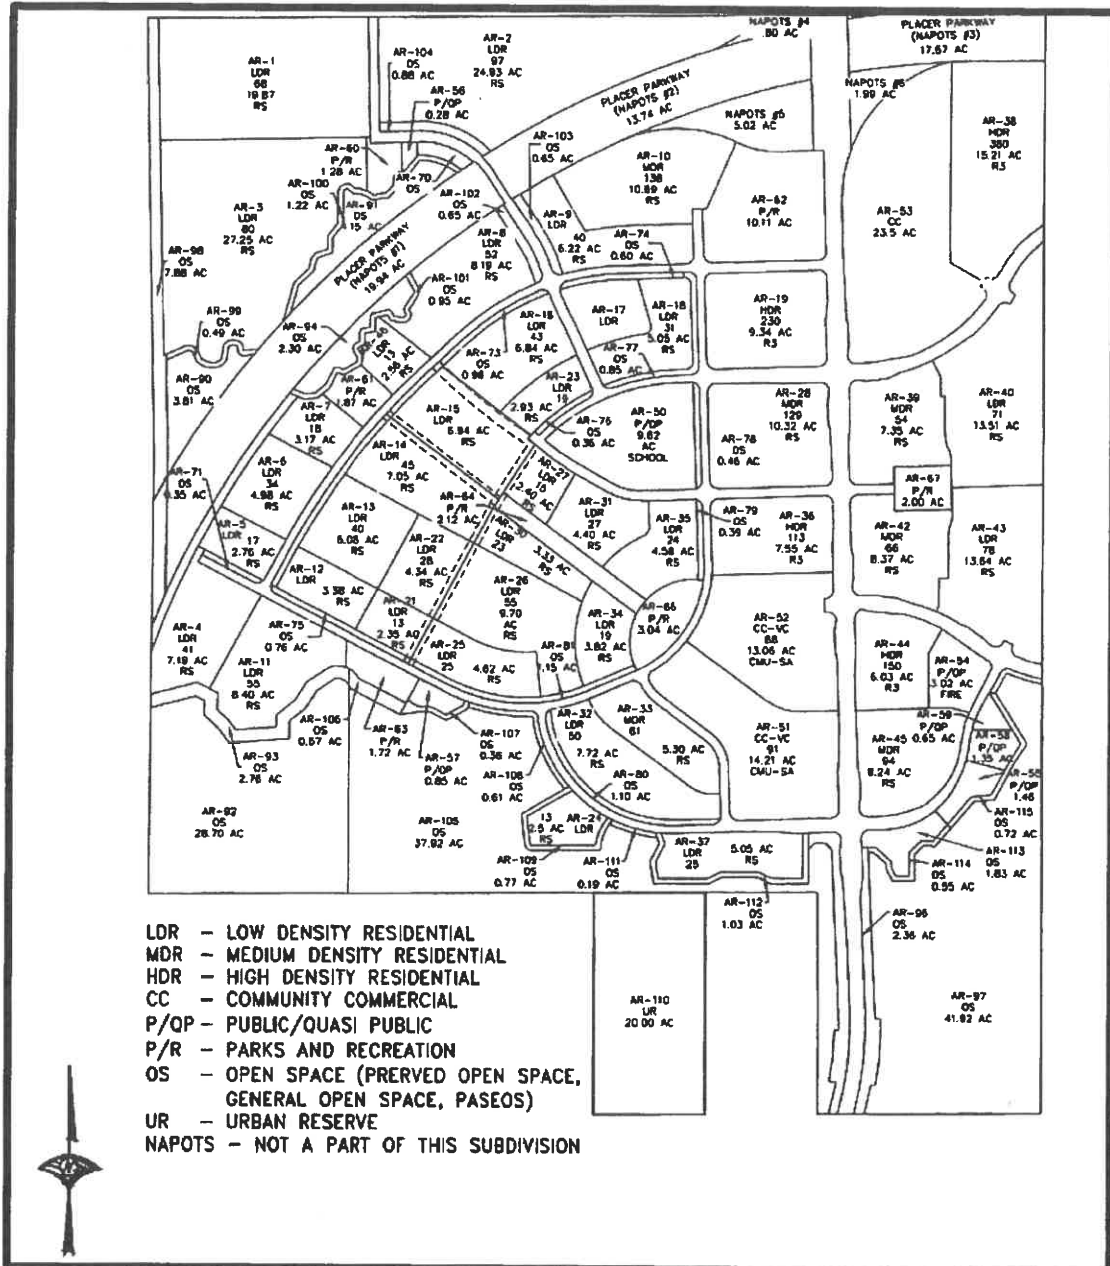 NAPOTS #4
.80 AC
PLACER PARKWAY
(NAPOTS #3)
17.67 AC
AR-1
LDR
68
19.87
RS
AR-104
OS
0.88 AC
AR-2
LDR
97
24.93 AC
RS
AR-56
P/QP
0.28 AC
PLACER PARKWAY
(NAPOTS #2)
13.74 AC
NAPOTS #6
1.99 AC
NAPOTS #5
5.02 AC
AR-38
HDR
380
15.21 AC
R3
AR-60
P/R
1.28 AC
AR-103
OS
0.65 AC
AR-10
MDR
138
10.89 AC
RS
AR-100
OS
1.22 AC
AR-70
OS
AR-102
OS
0.65 AC
AR-62
P/R
10.11 AC
AR-53
CC
23.5 AC
AR-3
LDR
80
27.25 AC
RS
AR-91
OS
.15 AC
AR-9
LDR
40
6.22 AC
RS
AR-8
LDR
52
8.19 AC
RS
AR-74
OS
0.60 AC
AR-98
OS
7.88 AC
PLACER PARKWAY
(NAPOTS #1)
19.94 AC
AR-101
OS
0.95 AC
AR-99
OS
0.49 AC
AR-94
OS
2.30 AC
LDR
13
2.56 AC
RS
AR-16
LDR
43
6.84 AC
RS
AR-17
LDR
AR-18
LDR
31
5.05 AC
RS
AR-19
HDR
230
9.34 AC
R3
AR-73
OS
0.98 AC
AR-77
OS
0.85 AC
AR-90
OS
3.81 AC
AR-61
P/R
1.87 AC
AR-23
LDR
19
2.93 AC
RS
AR-7
LDR
18
3.17 AC
RS
AR-15
LDR
6.94 AC
RS
AR-76
OS
0.36 AC
AR-50
P/QP
9.62
AC
SCHOOL
AR-28
MDR
129
10.32 AC
RS
AR-39
MDR
54
7.35 AC
RS
AR-40
LDR
71
13.51 AC
RS
AR-78
OS
0.46 AC
AR-14
LDR
45
7.05 AC
RS
AR-71
OS
0.35 AC
AR-6
LDR
34
4.98 AC
RS
AR-27
LDR
15
2.40 AC
RS
AR-67
P/R
2.00 AC
AR-64
P/R
2.12 AC
AR-31
LDR
27
4.40 AC
RS
AR-35
LDR
24
4.58 AC
RS
AR-79
OS
0.39 AC
AR-36
HDR
113
7.55 AC
R3
AR-42
MDR
66
8.37 AC
RS
AR-43
LDR
78
13.64 AC
RS
AR-13
LDR
40
6.08 AC
RS
AR-30
LDR
23
3.33 AC
RS
AR-5
LDR
17
2.76 AC
RS
AR-22
LDR
28
4.34 AC
RS
AR-12
LDR
3.38 AC
RS
AR-26
LDR
55
9.70
AC
RS
AR-34
LDR
19
3.82 AC
RS
AR-66
P/R
3.04 AC
AR-52
CC-VC
88
13.06 AC
CMU-SA
AR-21
LDR
13
2.35 AC
RS
AR-4
LDR
41
7.19 AC
RS
AR-75
OS
0.76 AC
AR-25
LDR
25
4.62 AC
RS
AR-81
OS
1.15 AC
AR-44
HDR
150
6.03 AC
R3
AR-54
P/QP
3.02 AC
FIRE
AR-11
LDR
55
8.40 AC
RS
AR-106
OS
0.57 AC
AR-63
P/R
1.72 AC
AR-57
P/QP
0.85 AC
AR-107
OS
0.36 AC
AR-32
LDR
50
7.72 AC
RS
AR-33
MDR
61
5.30 AC
RS
AR-51
CC-VC
91
14.21 AC
CMU-SA
AR-45
MDR
94
8.24 AC
RS
AR-59
P/QP
0.65 AC
AR-58
P/QP
1.35 AC
P/QP
1.46
AR-93
OS
2.76 AC
AR-108
OS
0.61 AC
AR-80
OS
1.10 AC
AR-115
OS
0.72 AC
AR-92
OS
28.70 AC
AR-105
OS
37.92 AC
13
2.5 AC
RS
AR-24
LDR
AR-37
LDR
25
5.05 AC
RS
AR-113
OS
1.83 AC
AR-109
OS
0.77 AC
AR-111
OS
0.19 AC
AR-114
OS
0.55 AC
AR-112
OS
1.03 AC
AR-96
OS
2.36 AC
AR-110
UR
20.00 AC
AR-97
OS
41.92 AC
LDR – LOW DENSITY RESIDENTIAL
MDR – MEDIUM DENSITY RESIDENTIAL
HDR – HIGH DENSITY RESIDENTIAL
CC – COMMUNITY COMMERCIAL
P/QP – PUBLIC/QUASI PUBLIC
P/R – PARKS AND RECREATION
OS – OPEN SPACE (PRERVED OPEN SPACE,
GENERAL OPEN SPACE, PASEOS)
UR – URBAN RESERVE
NAPOTS – NOT A PART OF THIS SUBDIVISION